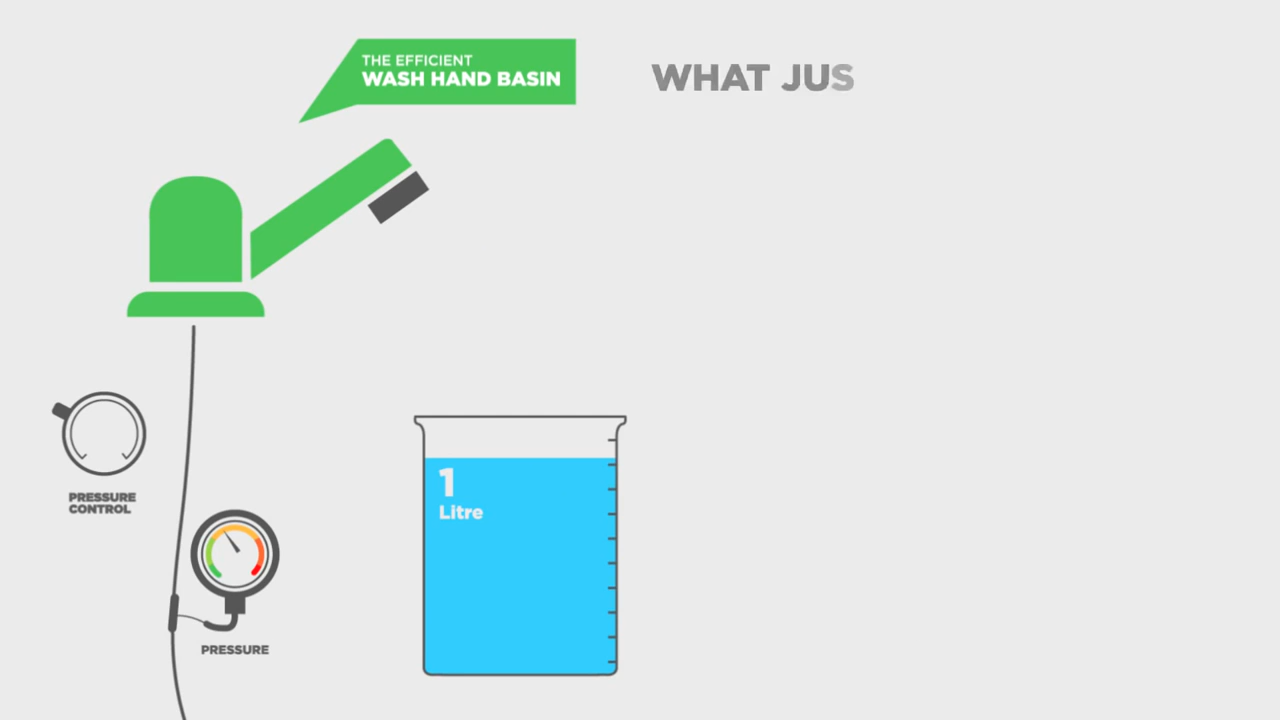 THE EFFICIENT
WASH HAND BASIN
WHAT JUS
1
Litre
PRESSURE
CONTROL
PRESSURE